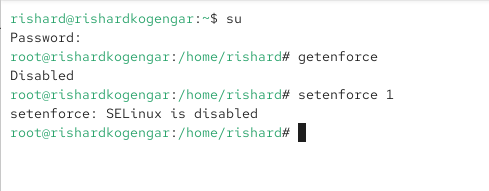 rishard@rishardkogengar:~$ su
Password:
root@rishardkogengar:/home/rishard# getenforce
Disabled
root@rishardkogengar:/home/rishard# setenforce 1
setenforce: SELinux is disabled
root@rishardkogengar:/home/rishard#